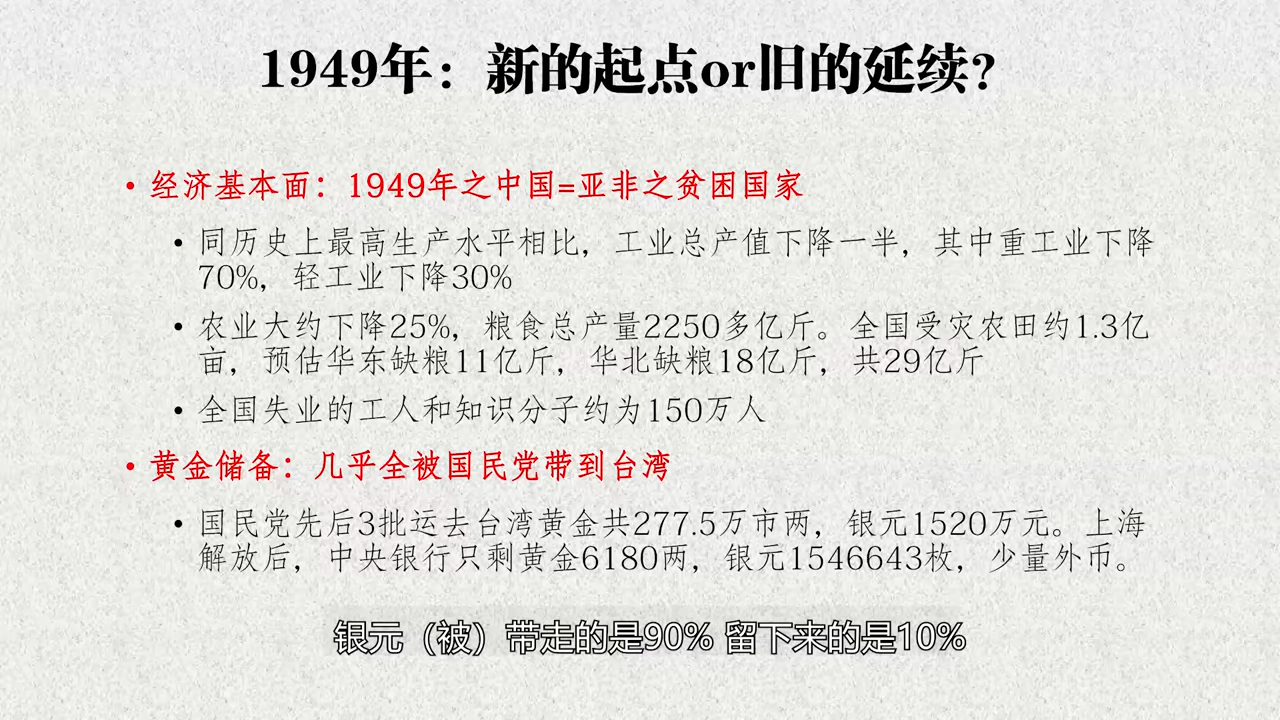 1949年：新的起点or旧的延续？
• 经济基本面：1949年之中国=亚非之贫困国家
• 同历史上最高生产水平相比，工业总产值下降一半，其中重工业下降
70%，轻工业下降30%
• 农业大约下降25%，粮食总产量2250多亿斤。全国受灾农田约1.3亿
亩，预估华东缺粮11亿斤，华北缺粮18亿斤，共29亿斤
• 全国失业的工人和知识分子约为150万人
• 黄金储备：几乎全被国民党带到台湾
• 国民党先后3批运去台湾黄金共277.5万市两，银元1520万元。上海
解放后，中央银行只剩黄金6180两，银元1546643枚，少量外币。
银元（被）带走的是90% 留下来的是10%